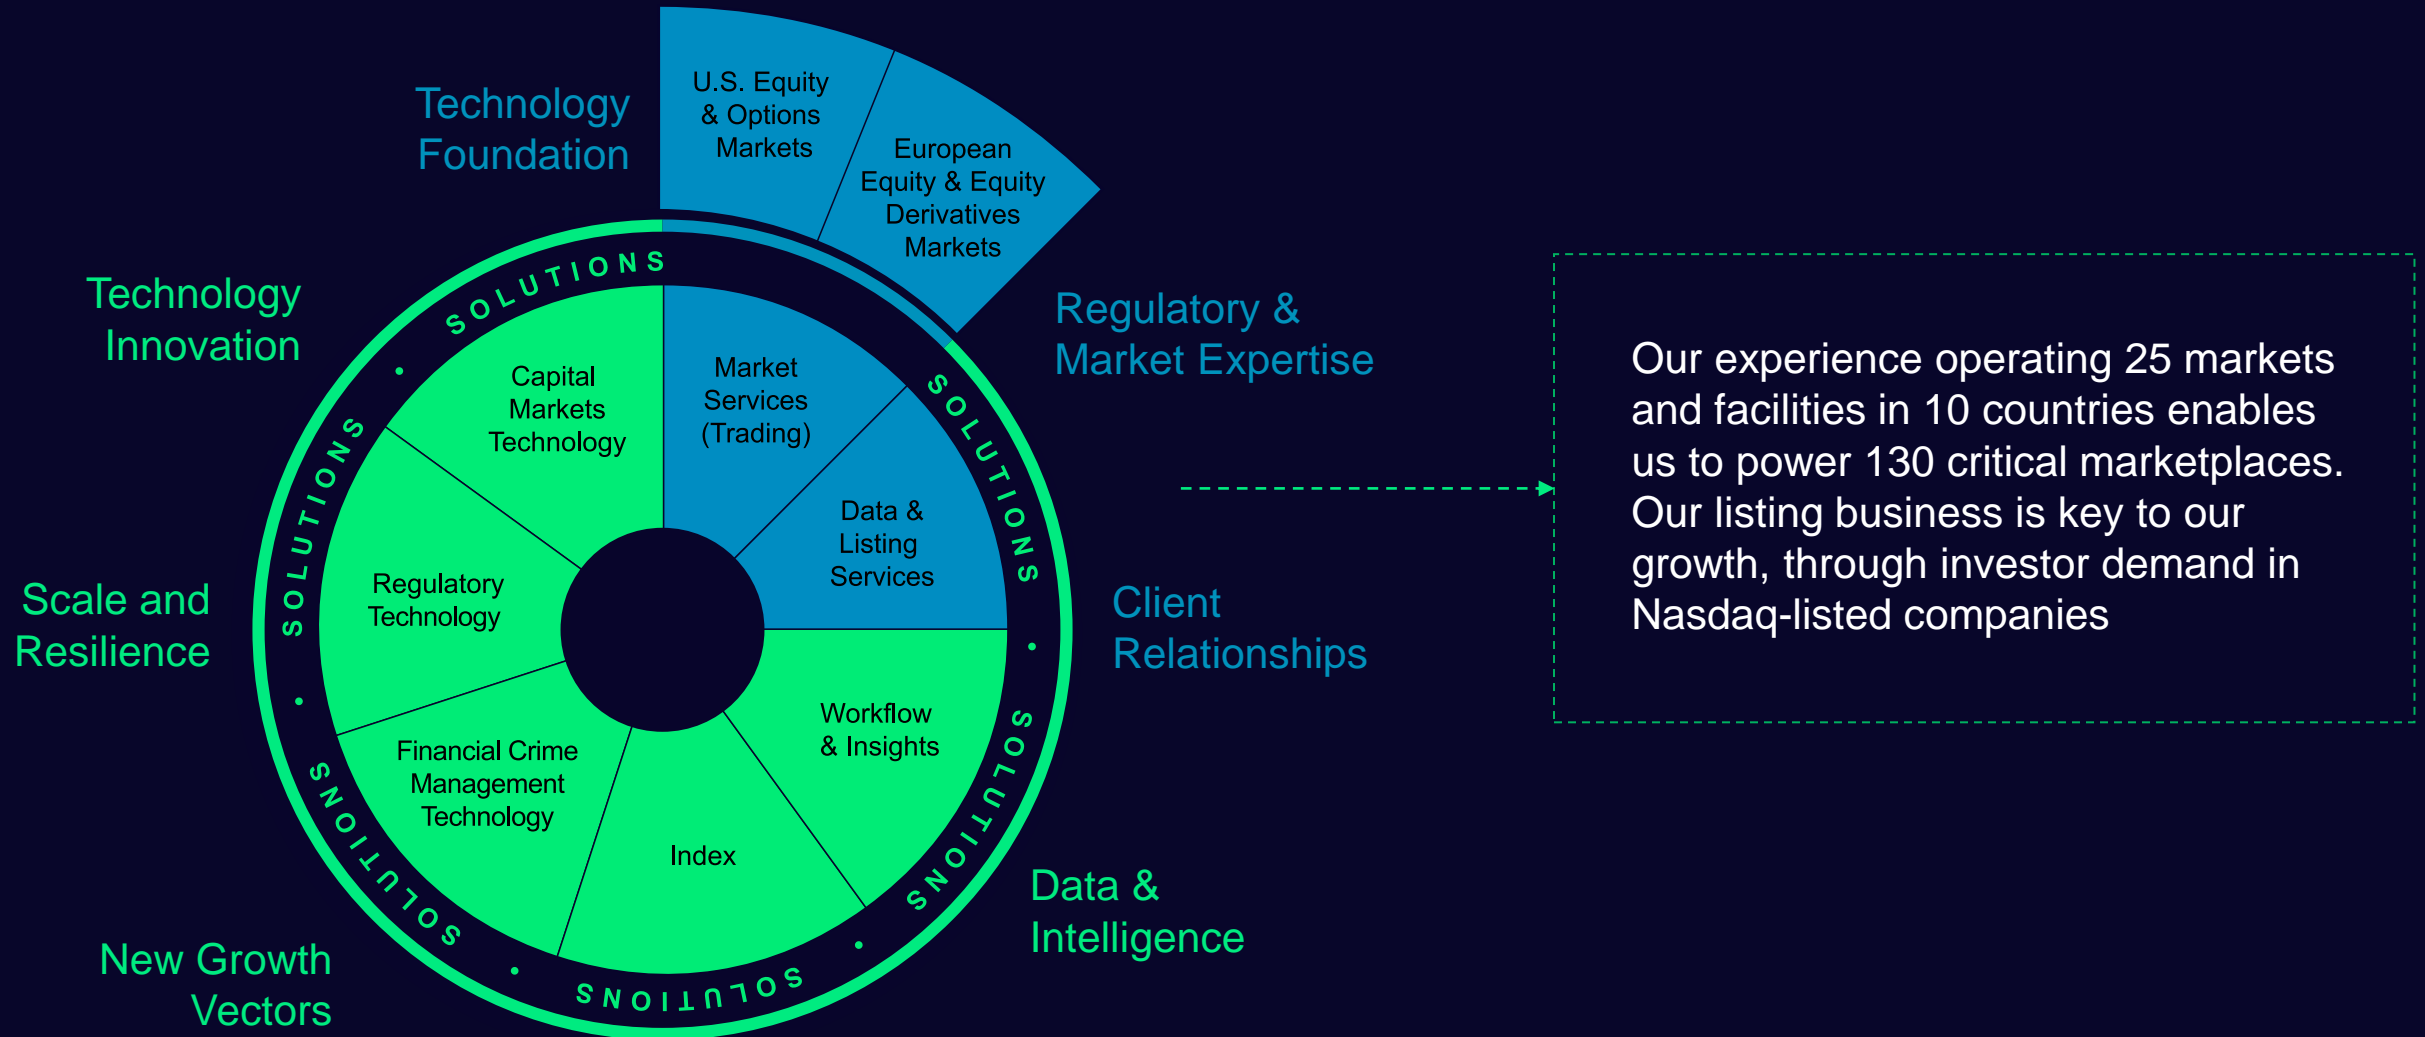 Technology
Foundation
U.S. Equity
& Options
Markets
European
Equity & Equity
Derivatives
Markets
Technology
Innovation
Regulatory &
Market Expertise
Scale and
Resilience
Client
Relationships
New Growth
Vectors
Data &
Intelligence
SOLUTIONS • SOLUTIONS • SOLUTIONS • SOLUTIONS • SOLUTIONS • SOLUTIONS
Capital
Markets
Technology
Market
Services
(Trading)
Data &
Listing
Services
Regulatory
Technology
Workflow
& Insights
Financial Crime
Management
Technology
Index
Our experience operating 25 markets
and facilities in 10 countries enables
us to power 130 critical marketplaces.
Our listing business is key to our
growth, through investor demand in
Nasdaq-listed companies